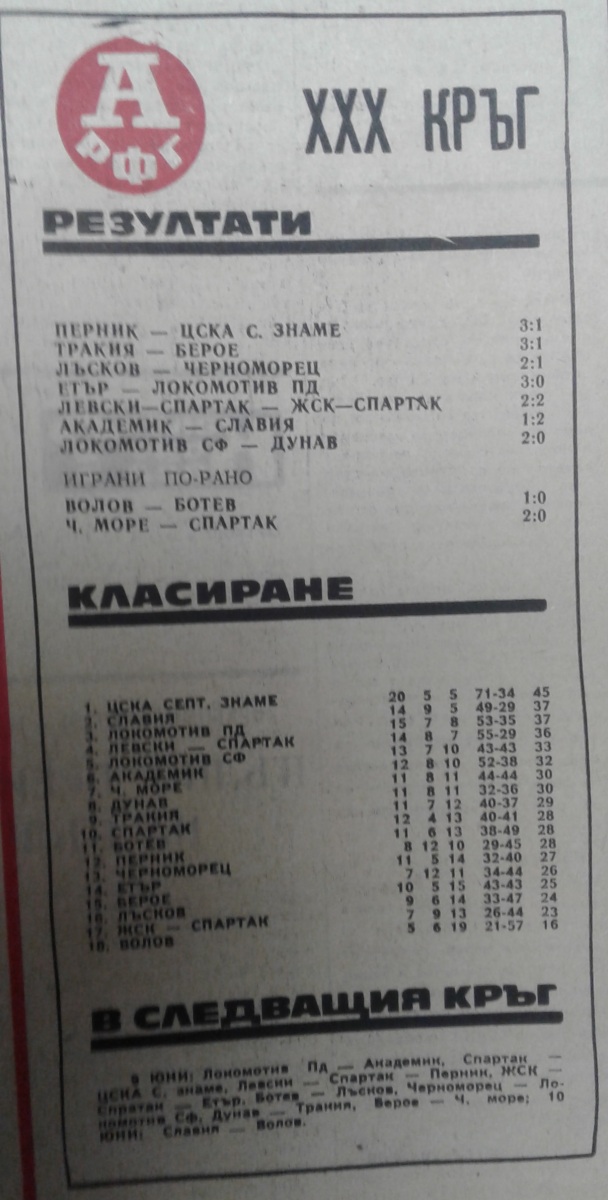 А
РФГ
XXX КРЪГ
РЕЗУЛТАТИ
ПЕРНИК — ЦСКА С. ЗНАМЕ 3:1
ТРАКИЯ — БЕРОЕ 3:1
ЛЪСКОВ — ЧЕРНОМОРЕЦ 2:1
ЕТЪР — ЛОКОМОТИВ ПД 3:0
ЛЕВСКИ—СПАРТАК — ЖСК—СПАРТАК 2:2
АКАДЕМИК — СЛАВИЯ 1:2
ЛОКОМОТИВ СФ — ДУНАВ 2:0
ИГРАНИ ПО-РАНО
ВОЛОВ — БОТЕВ 1:0
Ч. МОРЕ — СПАРТАК 2:0
КЛАСИРАНЕ
1. ЦСКА СЕПТ. ЗНАМЕ 20 5 5 71-34 45
2. СЛАВИЯ 14 9 5 49-29 37
3. ЛОКОМОТИВ ПД 15 7 8 53-35 37
4. ЛЕВСКИ — СПАРТАК 14 8 7 55-29 36
5. ЛОКОМОТИВ СФ 13 7 10 43-43 33
6. АКАДЕМИК 12 8 10 52-38 32
7. Ч. МОРЕ 11 8 11 44-44 30
8. ДУНАВ 11 8 11 32-36 30
9. ТРАКИЯ 11 7 12 40-37 29
10. СПАРТАК 12 4 13 40-41 28
11. БОТЕВ 11 6 13 38-49 28
12. ПЕРНИК 8 12 10 29-45 28
13. ЧЕРНОМОРЕЦ 11 5 14 32-40 27
14. ЕТЪР 7 12 11 34-44 26
15. БЕРОЕ 10 5 15 43-43 25
16. ЛЪСКОВ 9 6 14 33-47 24
17. ЖСК — СПАРТАК 7 9 13 26-44 23
18. ВОЛОВ 5 6 19 21-57 16
В СЛЕДВАЩИЯ КРЪГ
9 ЮНИ: Локомотив ПД — Академик, Спартак —
ЦСКА С. знаме, Левски — Спартак — Перник, ЖСК —
Спратак — Етър, Ботев — Лъсков, Черноморец — Ло-
комотив Сф, Дунав — Тракия, Берое — Ч. море; 10
ЮНИ: Славия — Волов.